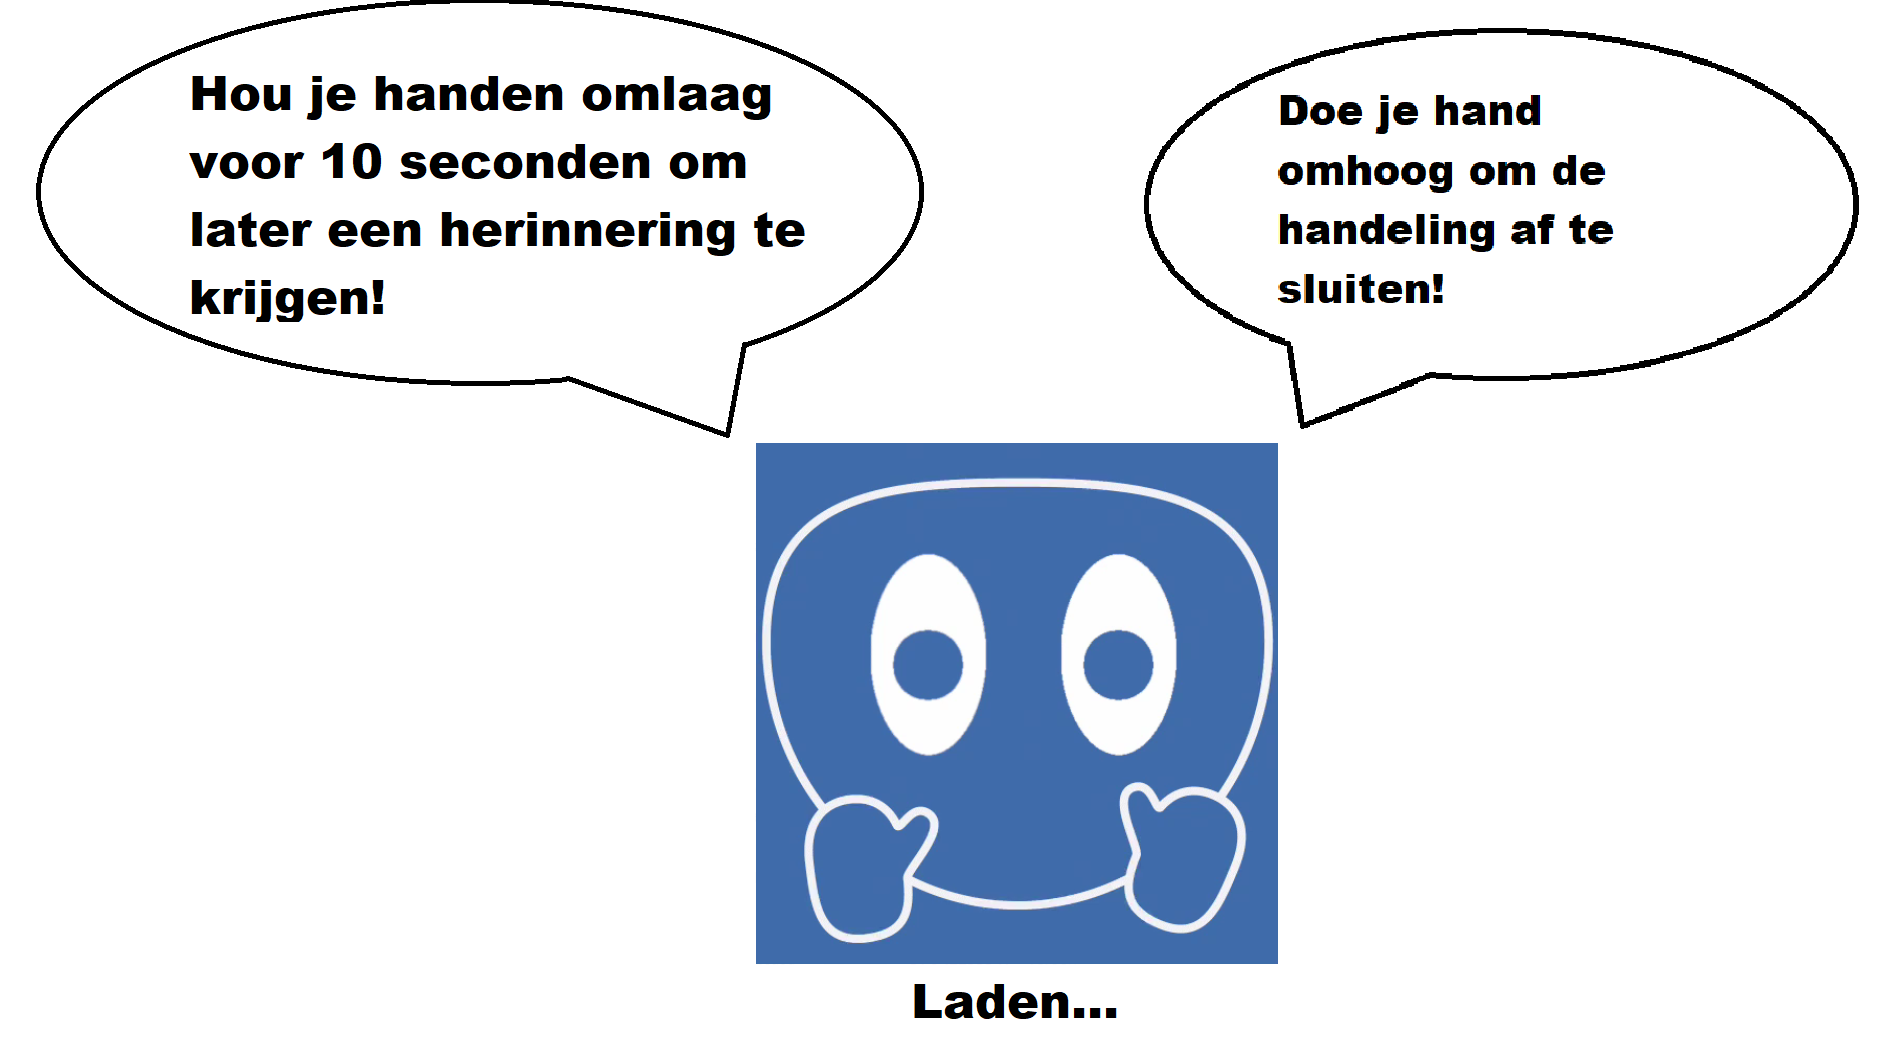 Hou je handen omlaag
voor 10 seconden om
later een herinnering te
krijgen!
Doe je hand
omhoog om de
handeling af te
sluiten!
Laden...